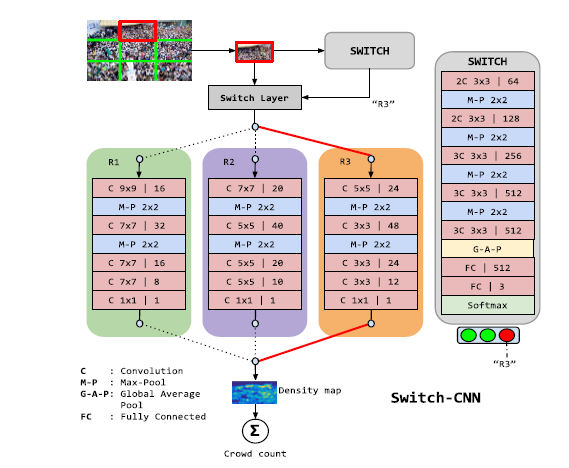 SWITCH
Switch Layer
"R3"
R1
C 9x9 | 16
M-P 2x2
C 7x7 | 32
M-P 2x2
C 7x7 | 16
C 7x7 | 8
C 1x1 | 1
R2
C 7x7 | 20
M-P 2x2
C 5x5 | 40
M-P 2x2
C 5x5 | 20
C 5x5 | 10
C 1x1 | 1
R3
C 5x5 | 24
M-P 2x2
C 3x3 | 48
M-P 2x2
C 3x3 | 24
C 3x3 | 12
C 1x1 | 1
SWITCH
2C 3x3 | 64
M-P 2x2
2C 3x3 | 128
M-P 2x2
3C 3x3 | 256
M-P 2x2
3C 3x3 | 512
M-P 2x2
3C 3x3 | 512
G-A-P
FC | 512
FC | 3
Softmax
"R3"
C : Convolution
M-P : Max-Pool
G-A-P: Global Average
Pool
FC : Fully Connected
Density map
Σ
Crowd count
Switch-CNN